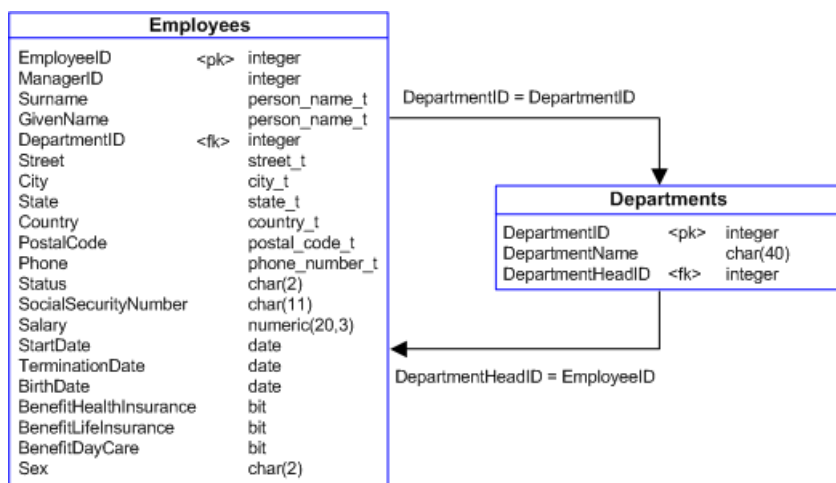 Employees
EmployeeID <pk> integer
ManagerID integer
Surname person_name_t
GivenName person_name_t
DepartmentID <fk> integer
Street street_t
City city_t
State state_t
Country country_t
PostalCode postal_code_t
Phone phone_number_t
Status char(2)
SocialSecurityNumber char(11)
Salary numeric(20,3)
StartDate date
TerminationDate date
BirthDate date
BenefitHealthInsurance bit
BenefitLifeInsurance bit
BenefitDayCare bit
Sex char(2)
DepartmentID = DepartmentID
Departments
DepartmentID <pk> integer
DepartmentName char(40)
DepartmentHeadID <fk> integer
DepartmentHeadID = EmployeeID